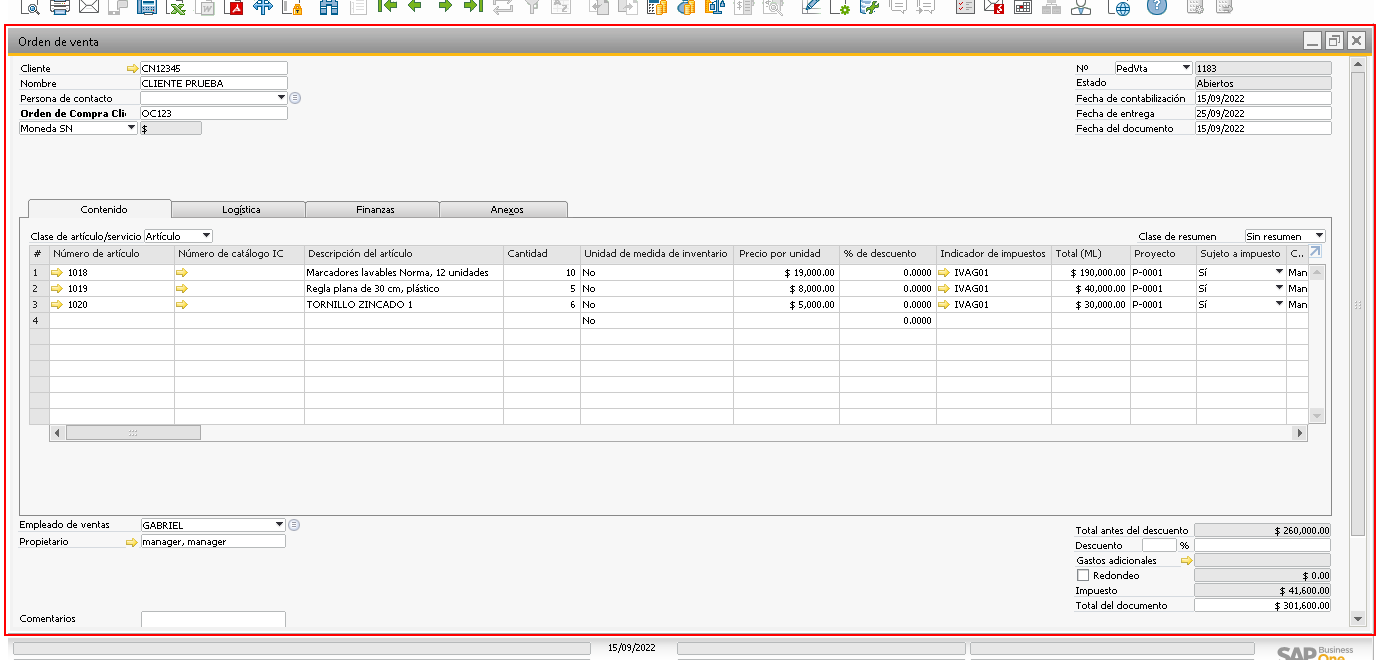 Orden de venta
Cliente CN12345 Nº PedVta 1183
Nombre CLIENTE PRUEBA Estado Abiertos
Persona de contacto Fecha de contabilización 15/09/2022
Orden de Compra Cli OC123 Fecha de entrega 25/09/2022
Moneda SN $ Fecha del documento 15/09/2022
Contenido Logística Finanzas Anexos
Clase de artículo/servicio Artículo Clase de resumen Sin resumen
# Número de artículo Número de catálogo IC Descripción del artículo Cantidad Unidad de medida de inventario Precio por unidad % de descuento Indicador de impuestos Total (ML) Proyecto Sujeto a impuesto C..
1 1018 Marcadores lavables Norma, 12 unidades 10 No $ 19,000.00 0.0000 IVAG01 $ 190,000.00 P-0001 Sí Man
2 1019 Regla plana de 30 cm, plástico 5 No $ 8,000.00 0.0000 IVAG01 $ 40,000.00 P-0001 Sí Man
3 1020 TORNILLO ZINCADO 1 6 No $ 5,000.00 0.0000 IVAG01 $ 30,000.00 P-0001 Sí Man
4 No 0.0000
Empleado de ventas GABRIEL
Propietario manager, manager
Total antes del descuento $ 260,000.00
Descuento %
Gastos adicionales
Redondeo $ 0.00
Impuesto $ 41,600.00
Total del documento $ 301,600.00
Comentarios
15/09/2022
SAP Business One